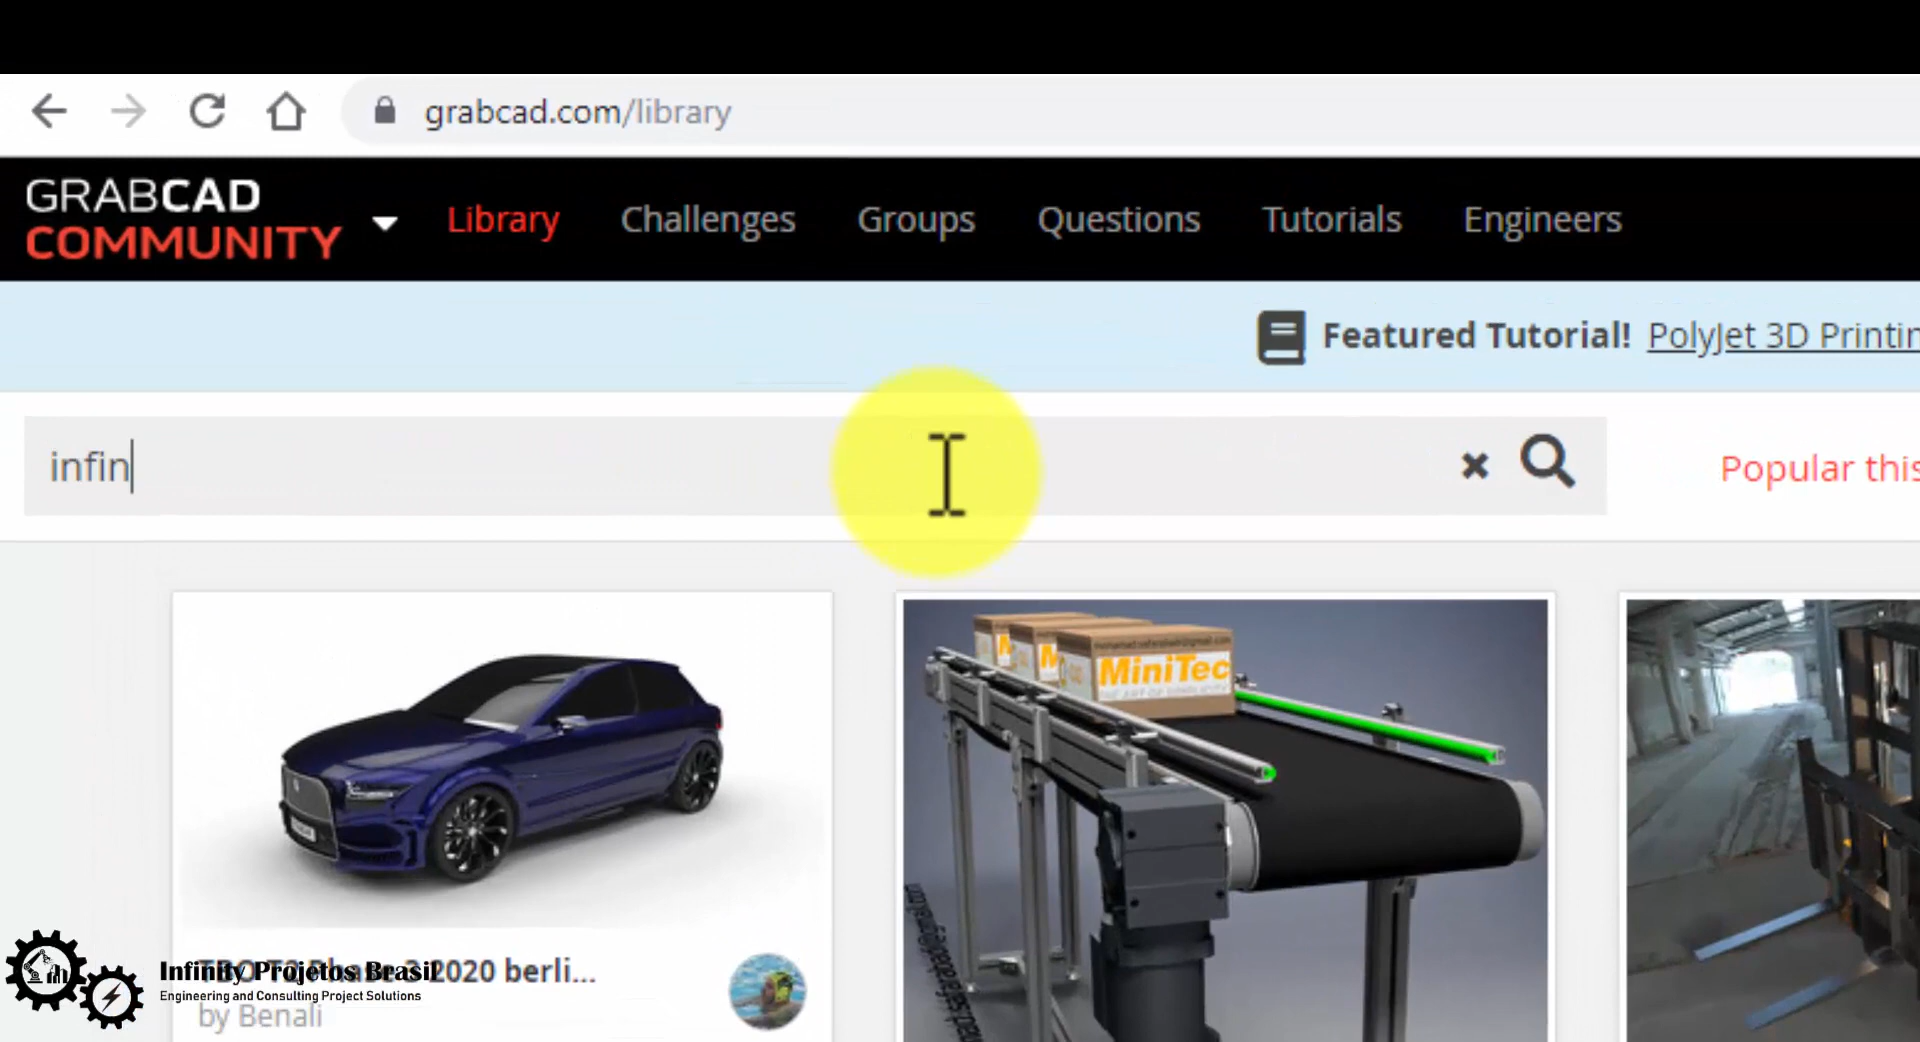 grabcad.com/library
GRABCAD
COMMUNITY
Library Challenges Groups Questions Tutorials Engineers
Featured Tutorial! PolyJet 3D Printin
infin
Popular this
MiniTec
Infinity Projetos Brasil
Engineering and Consulting Project Solutions
2020 berli...
by Benali